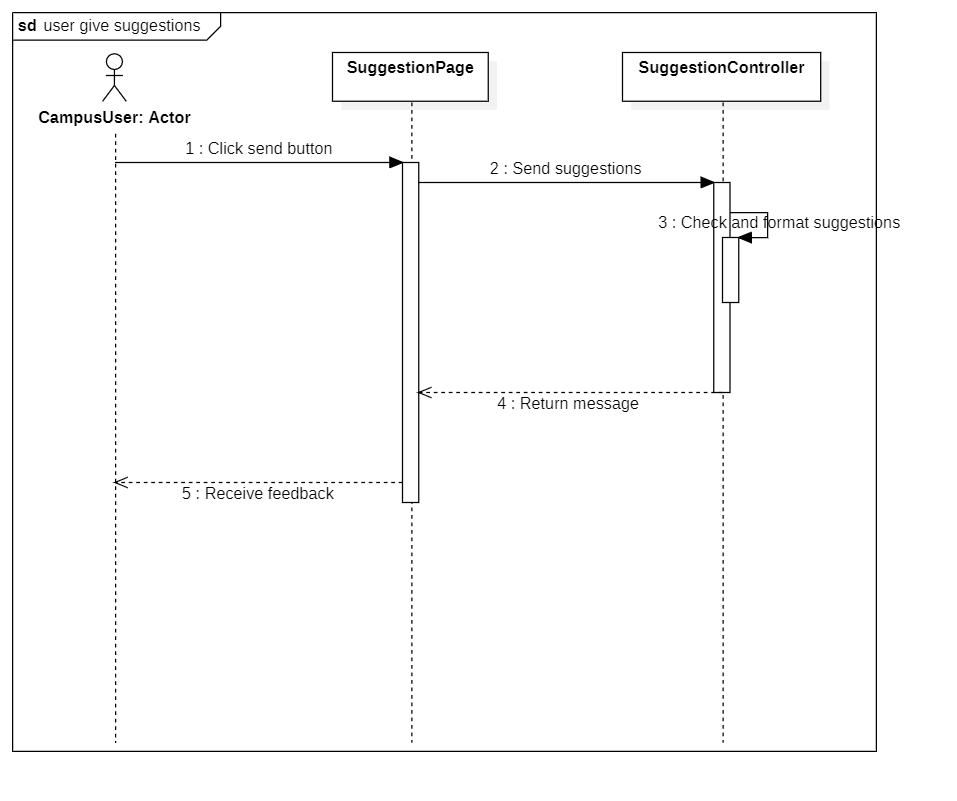 sd user give suggestions
SuggestionPage
SuggestionController
CampusUser: Actor
1 : Click send button
2 : Send suggestions
3 : Check and format suggestions
4 : Return message
5 : Receive feedback